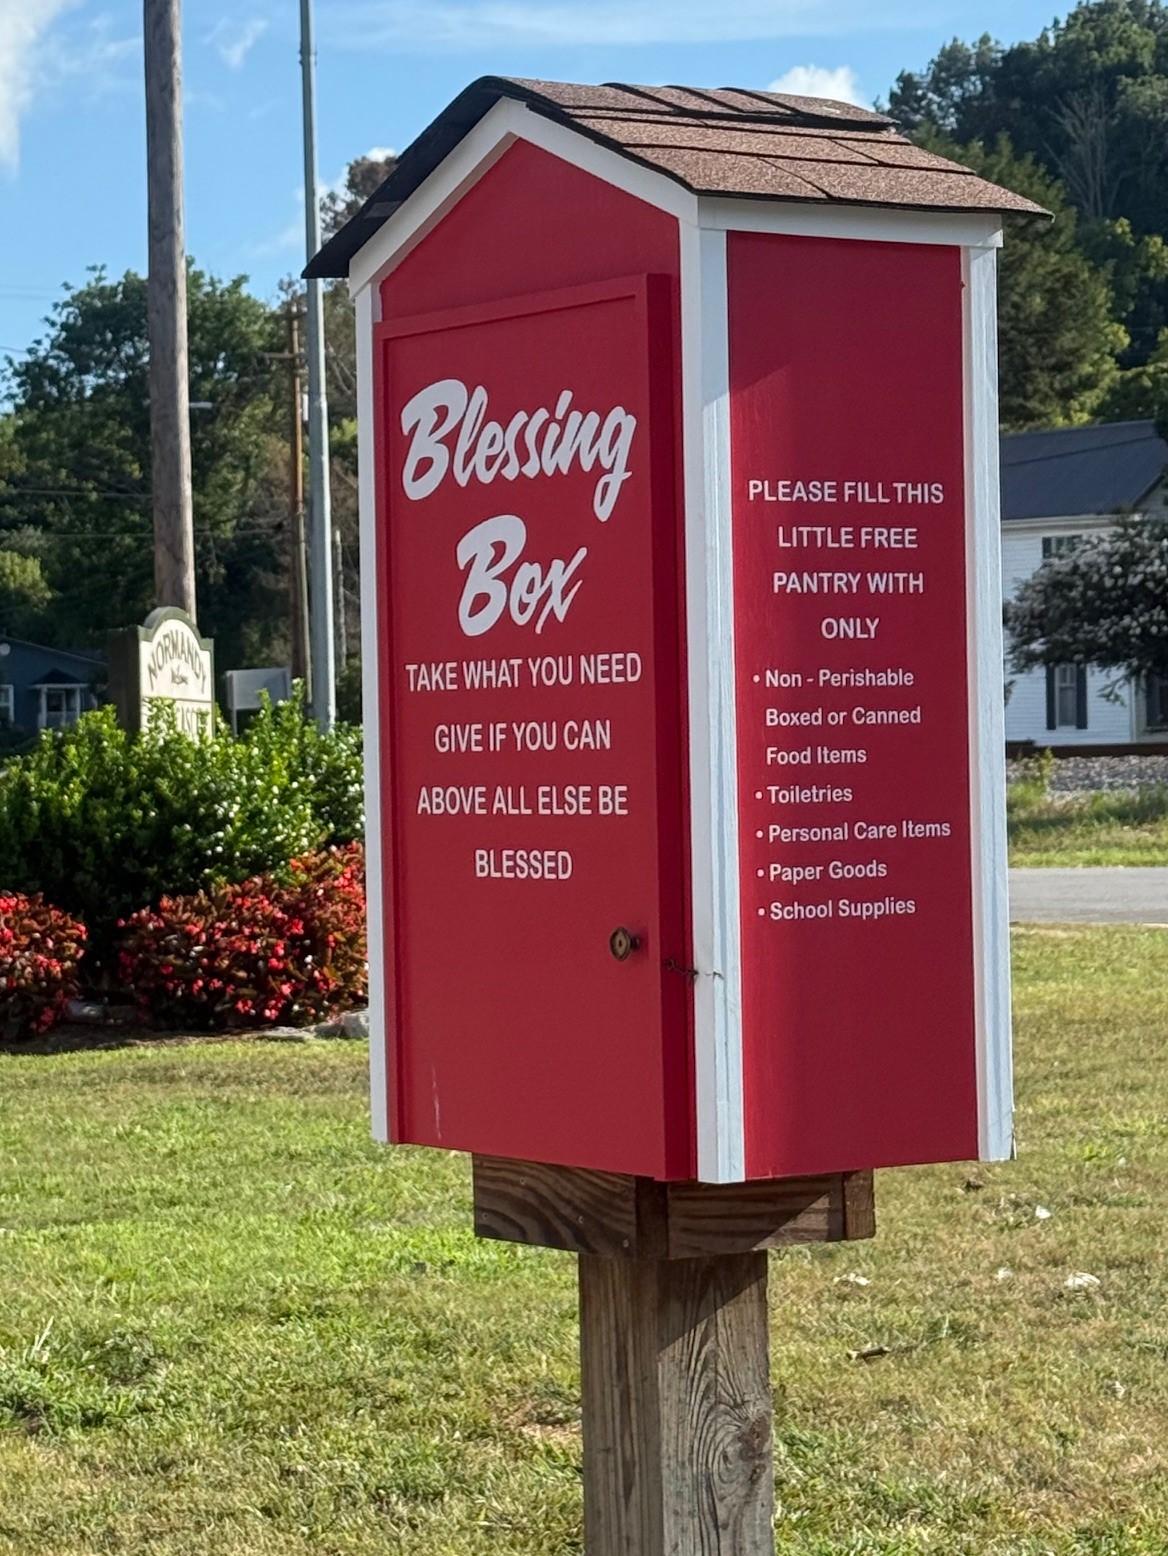 Blessing
Box
TAKE WHAT YOU NEED
GIVE IF YOU CAN
ABOVE ALL ELSE BE
BLESSED
PLEASE FILL THIS
LITTLE FREE
PANTRY WITH
ONLY
• Non - Perishable
Boxed or Canned
Food Items
• Toiletries
• Personal Care Items
• Paper Goods
• School Supplies
NORMANDY
Welcome